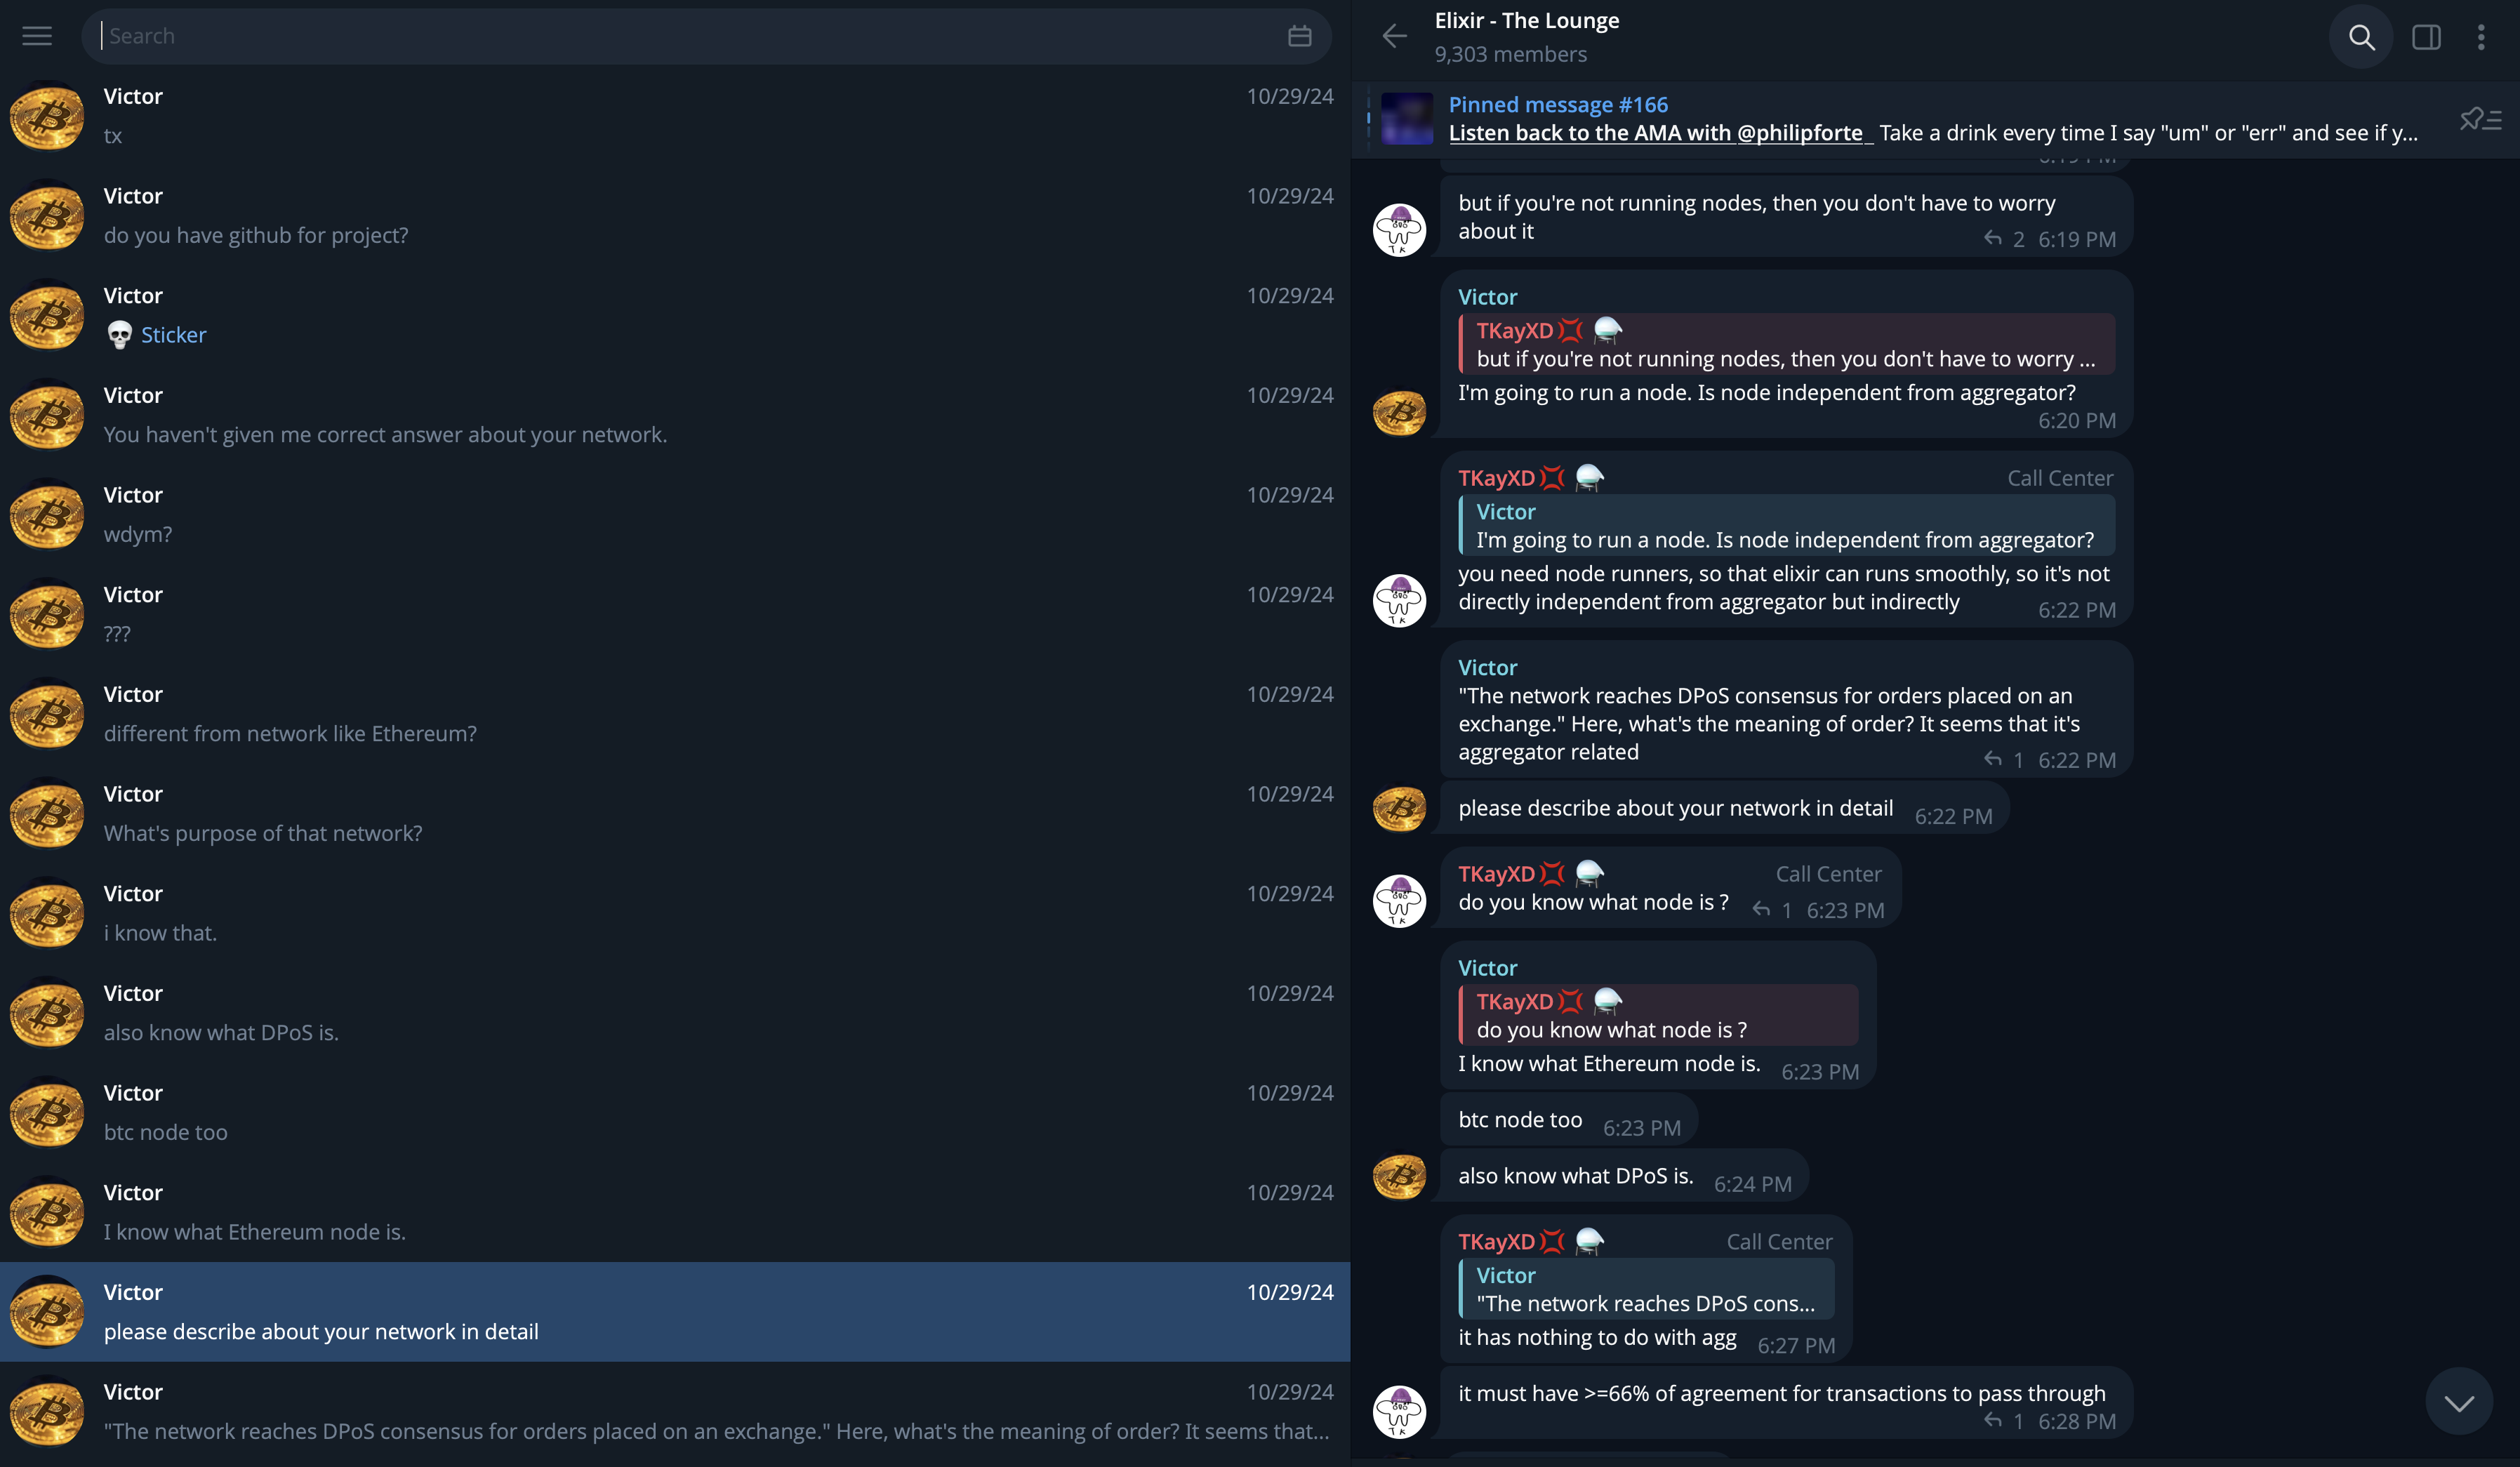 Search
Victor
10/29/24
tx
Victor
10/29/24
do you have github for project?
Victor
10/29/24
Sticker
Victor
10/29/24
You haven't given me correct answer about your network.
Victor
10/29/24
wdym?
Victor
10/29/24
???
Victor
10/29/24
different from network like Ethereum?
Victor
10/29/24
What's purpose of that network?
Victor
10/29/24
i know that.
Victor
10/29/24
also know what DPoS is.
Victor
10/29/24
btc node too
Victor
10/29/24
I know what Ethereum node is.
Victor
10/29/24
please describe about your network in detail
Victor
10/29/24
"The network reaches DPoS consensus for orders placed on an exchange." Here, what's the meaning of order? It seems that...
Elixir - The Lounge
9,303 members
Pinned message #166
Listen back to the AMA with @philipforte_ Take a drink every time I say "um" or "err" and see if y...
but if you're not running nodes, then you don't have to worry
about it
2 6:19 PM
Victor
TKayXD
but if you're not running nodes, then you don't have to worry ...
I'm going to run a node. Is node independent from aggregator?
6:20 PM
TKayXD
Call Center
Victor
I'm going to run a node. Is node independent from aggregator?
you need node runners, so that elixir can runs smoothly, so it's not
directly independent from aggregator but indirectly
6:22 PM
Victor
"The network reaches DPoS consensus for orders placed on an
exchange." Here, what's the meaning of order? It seems that it's
aggregator related
1 6:22 PM
please describe about your network in detail
6:22 PM
TKayXD
Call Center
do you know what node is ?
1 6:23 PM
Victor
TKayXD
do you know what node is ?
I know what Ethereum node is.
6:23 PM
btc node too
6:23 PM
also know what DPoS is.
6:24 PM
TKayXD
Call Center
Victor
"The network reaches DPoS cons...
it has nothing to do with agg
6:27 PM
it must have >=66% of agreement for transactions to pass through
1 6:28 PM